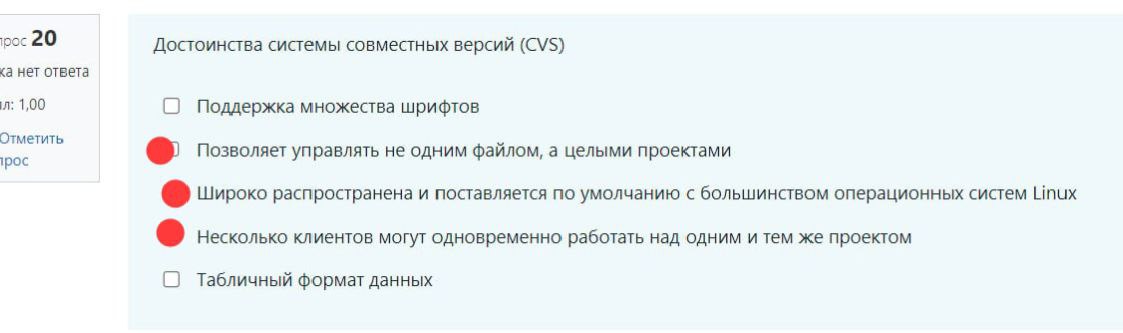 прос 20
ка нет ответа
л: 1,00
Отметить
прос
Достоинства системы совместных версий (CVS)
Поддержка множества шрифтов
Позволяет управлять не одним файлом, а целыми проектами
Широко распространена и поставляется по умолчанию с большинством операционных систем Linux
Несколько клиентов могут одновременно работать над одним и тем же проектом
Табличный формат данных